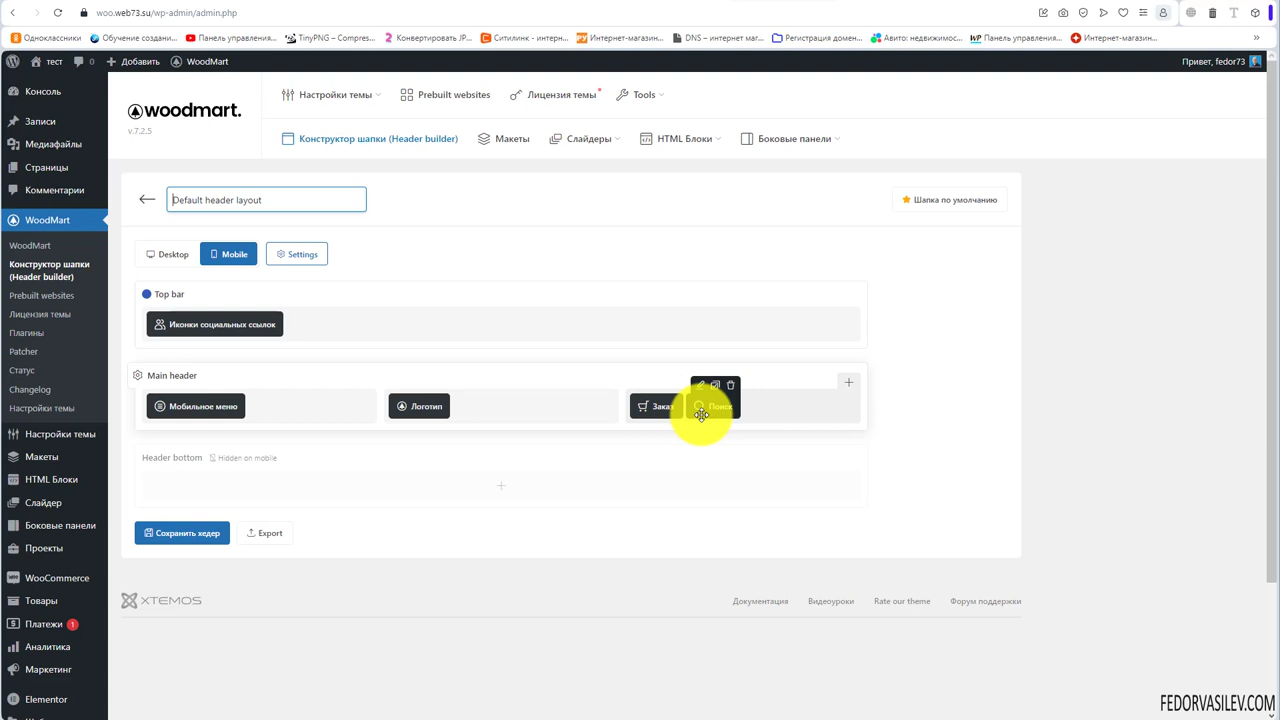 woo.web73.su/wp-admin/admin.php
Одноклассники
Обучение создани...
Панель управления...
TinyPNG – Compres...
Конвертировать JP...
Ситилинк - интерн...
Интернет-магазин...
DNS – интернет маг...
Регистрация домен...
Авито: недвижимос...
Панель управления...
Интернет-магазин...
тест
0
Добавить
WoodMart
Привет, fedor73
Консоль
Записи
Медиафайлы
Страницы
Комментарии
WoodMart
WoodMart
Конструктор шапки
(Header builder)
Prebuilt websites
Лицензия темы
Плагины
Patcher
Статус
Changelog
Настройки темы
Настройки темы
Макеты
HTML Блоки
Слайдер
Боковые панели
Проекты
WooCommerce
Товары
Платежи 1
Аналитика
Маркетинг
Elementor
woodmart.
v.7.2.5
Настройки темы
Prebuilt websites
Лицензия темы
Tools
Конструктор шапки (Header builder)
Макеты
Слайдеры
HTML Блоки
Боковые панели
Default header layout
Шапка по умолчанию
Desktop
Mobile
Settings
Top bar
Иконки социальных ссылок
Main header
Мобильное меню
Логотип
Заказ
Поиск
Header bottom
Hidden on mobile
Сохранить хедер
Export
XTEMOS
Документация
Видеоуроки
Rate our theme
Форум поддержки
FEDORVASILEV.COM